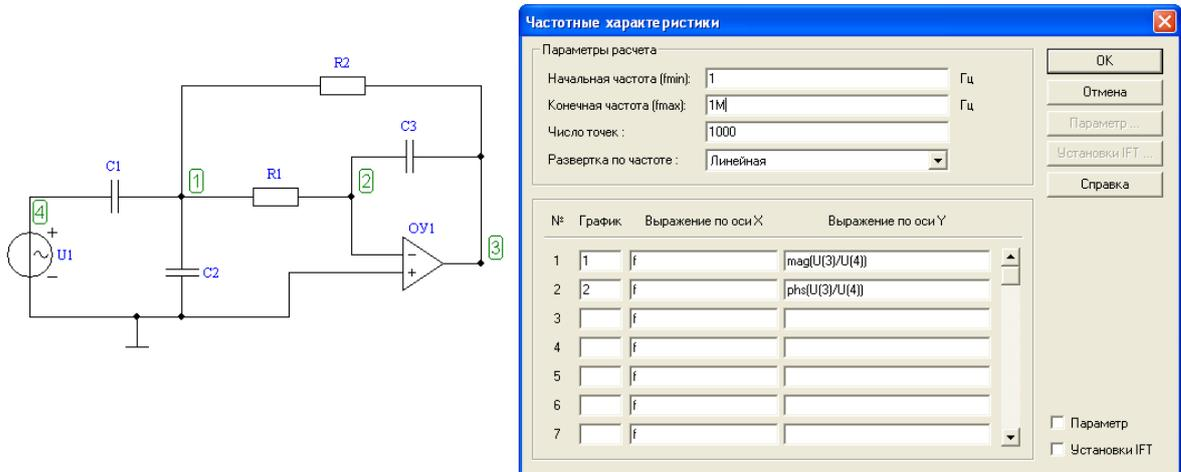 R2
C3
C1
1
R1
2
4
ОУ1
3
+
U1
−
−
+
C2
Частотные характеристики
Параметры расчета
Начальная частота (fmin): 1 Гц
Конечная частота (fmax): 1M Гц
Число точек : 1000
Развертка по частоте : Линейная
OK
Отмена
Параметр ...
Установки IFT ...
Справка
№ График Выражение по оси X Выражение по оси Y
1 1 f mag(U(3)/U(4))
2 2 f phs(U(3)/U(4))
3 f
4 f
5 f
6 f
7 f
Параметр
Установки IFT